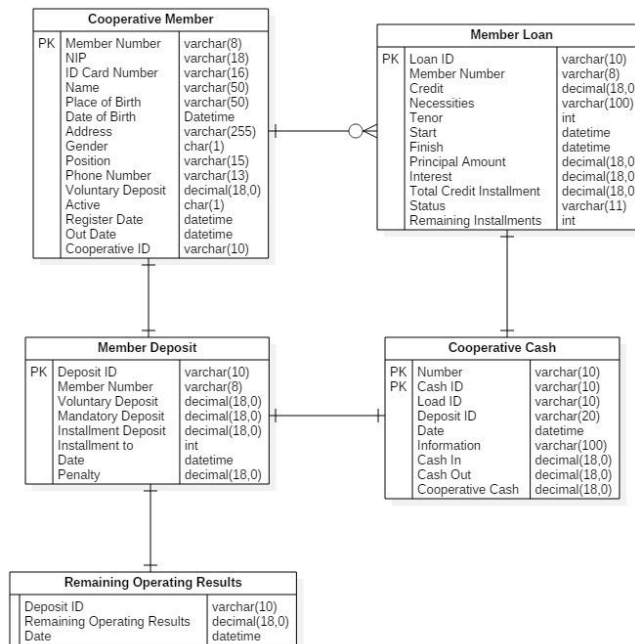 Cooperative Member
PK Member Number varchar(8)
NIP varchar(18)
ID Card Number varchar(16)
Name varchar(50)
Place of Birth varchar(50)
Date of Birth Datetime
Address varchar(255)
Gender char(1)
Position varchar(15)
Phone Number varchar(13)
Voluntary Deposit decimal(18,0)
Active char(1)
Register Date datetime
Out Date datetime
Cooperative ID varchar(10)
Member Loan
PK Loan ID varchar(10)
Member Number varchar(8)
Credit decimal(18,0
Necessities varchar(100)
Tenor int
Start datetime
Finish datetime
Principal Amount decimal(18,0
Interest decimal(18,0
Total Credit Installment decimal(18,0
Status varchar(11)
Remaining Installments int
Member Deposit
PK Deposit ID varchar(10)
Member Number varchar(8)
Voluntary Deposit decimal(18,0)
Mandatory Deposit decimal(18,0)
Installment Deposit decimal(18,0)
Installment to int
Date datetime
Penalty decimal(18,0)
Cooperative Cash
PK Number varchar(10)
PK Cash ID varchar(10)
Load ID varchar(10)
Deposit ID varchar(20)
Date datetime
Information varchar(100)
Cash In decimal(18,0)
Cash Out decimal(18,0)
Cooperative Cash decimal(18,0)
Remaining Operating Results
Deposit ID varchar(10)
Remaining Operating Results decimal(18,0)
Date datetime